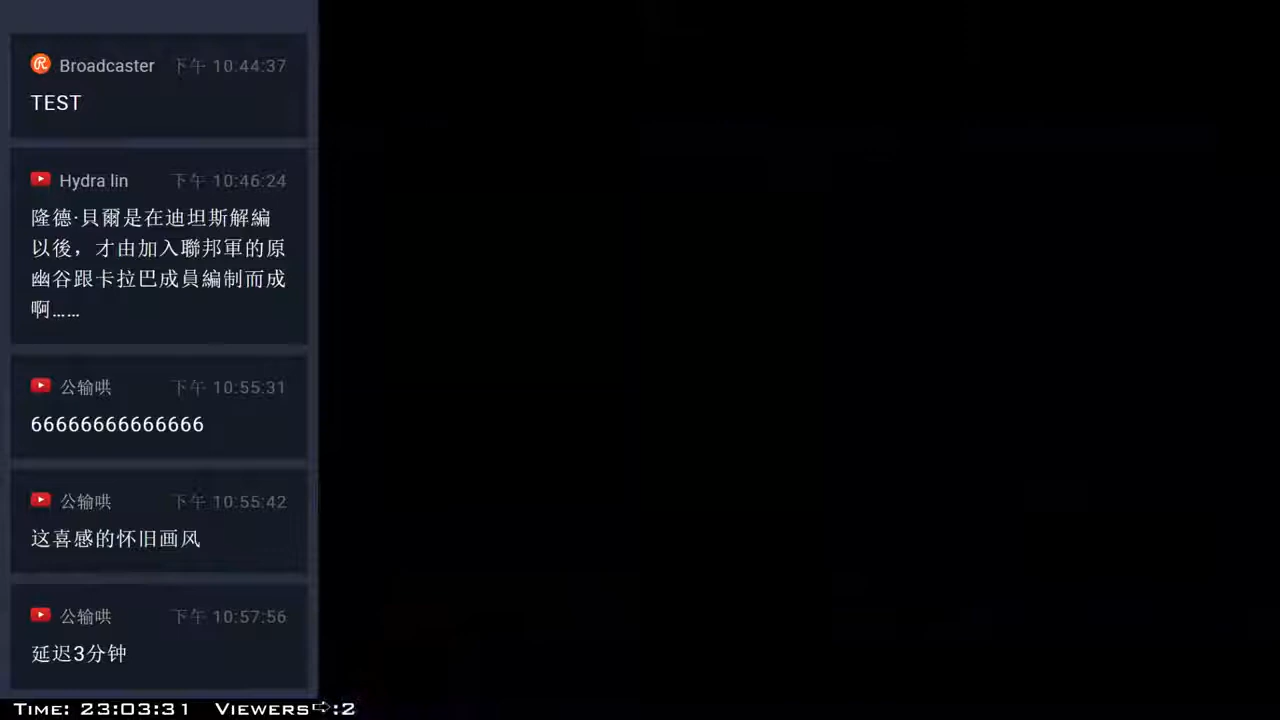 Broadcaster 下午 10:44:37
TEST
Hydra lin 下午 10:46:24
隆德·貝爾是在迪坦斯解編
以後，才由加入聯邦軍的原
幽谷跟卡拉巴成員編制而成
啊……
公输哄 下午 10:55:31
66666666666666
公输哄 下午 10:55:42
这喜感的怀旧画风
公输哄 下午 10:57:56
延迟3分钟
TIME: 23:03:31 VIEWERS➪:2